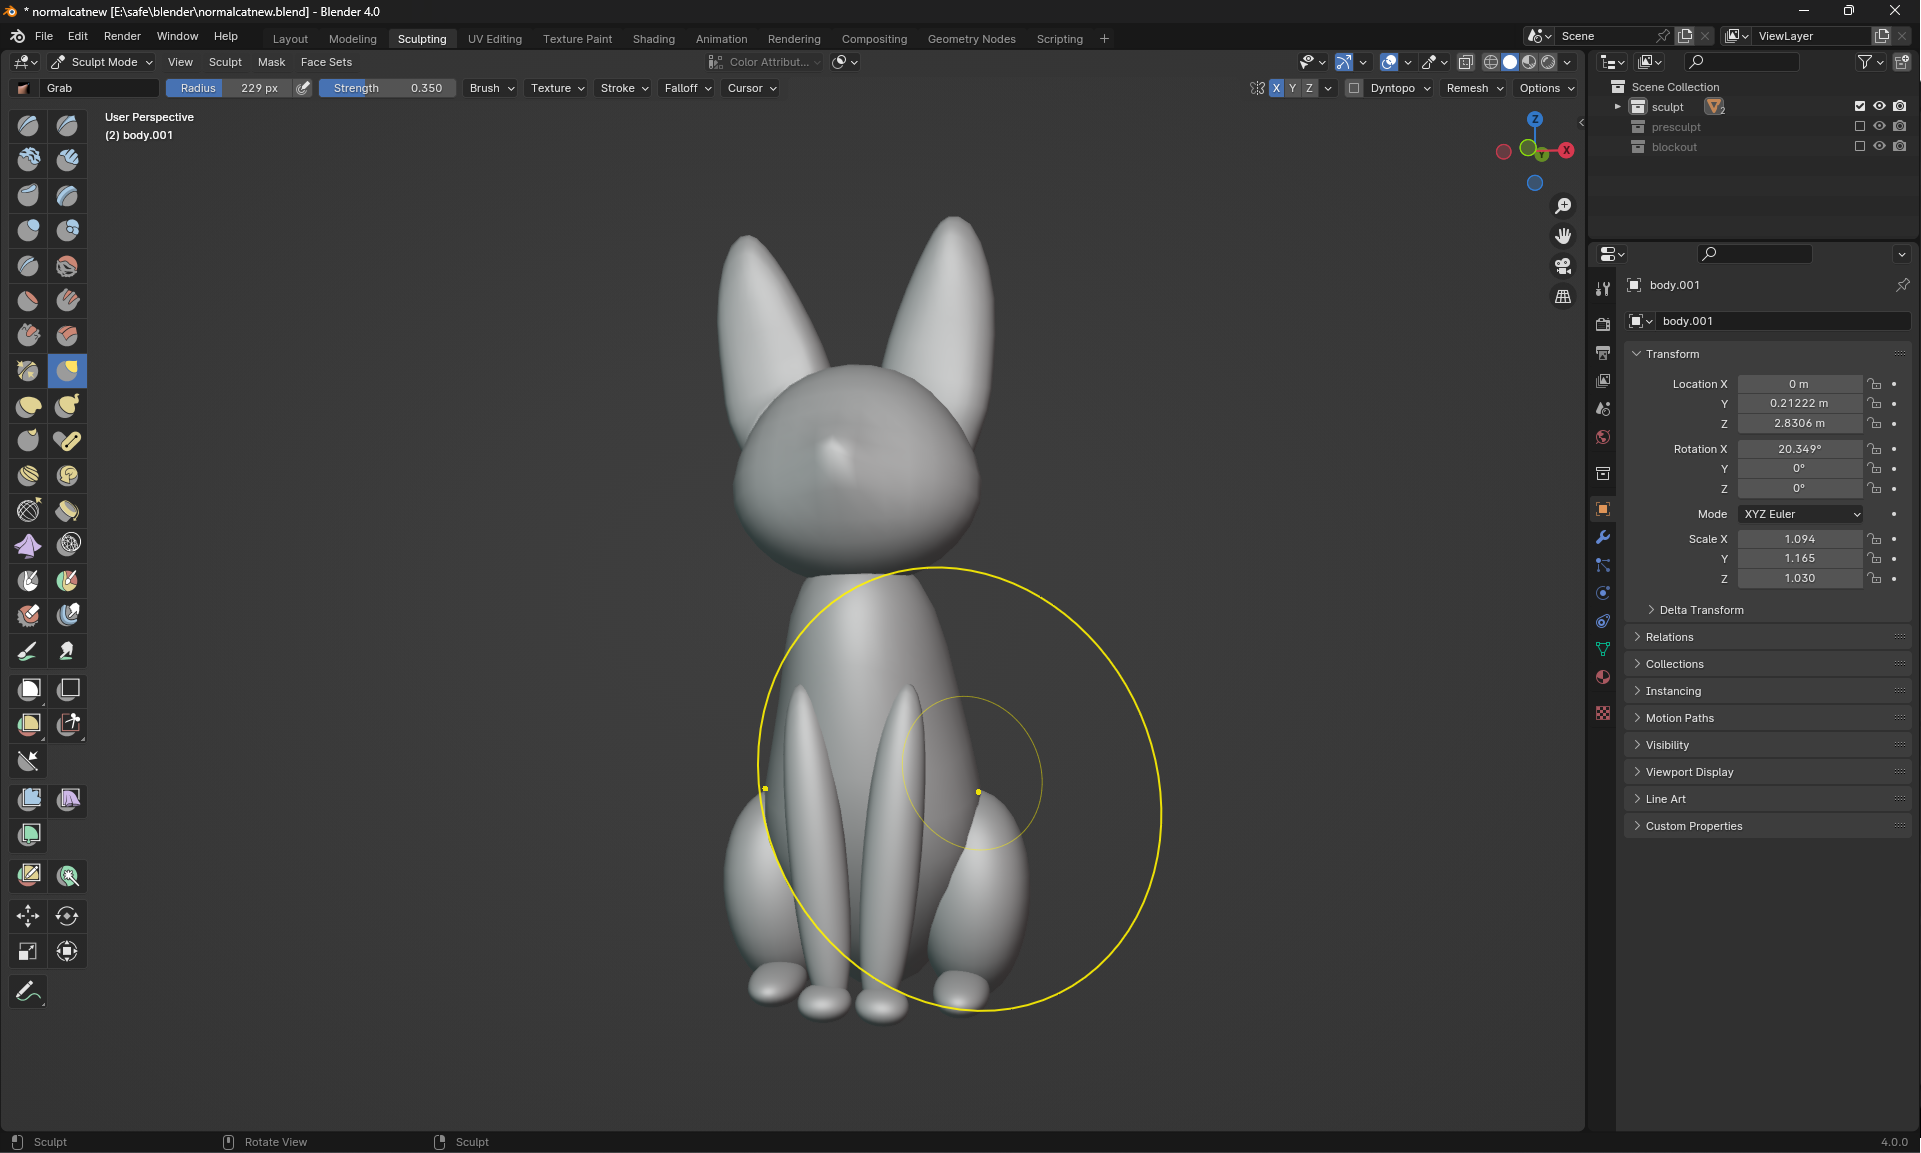 * normalcatnew [E:\safe\blender\normalcatnew.blend] - Blender 4.0
File Edit Render Window Help Layout Modeling Sculpting UV Editing Texture Paint Shading Animation Rendering Compositing Geometry Nodes Scripting + Scene ViewLayer
Sculpt Mode View Sculpt Mask Face Sets Color Attribut...
Grab Radius 229 px Strength 0.350 Brush Texture Stroke Falloff Cursor X Y Z Dyntopo Remesh Options
User Perspective
(2) body.001
Z
Y
X
Scene Collection
sculpt 2
presculpt
blockout
body.001
body.001
Transform
Location X 0 m
Y 0.21222 m
Z 2.8306 m
Rotation X 20.349°
Y 0°
Z 0°
Mode XYZ Euler
Scale X 1.094
Y 1.165
Z 1.030
Delta Transform
Relations
Collections
Instancing
Motion Paths
Visibility
Viewport Display
Line Art
Custom Properties
Sculpt Rotate View Sculpt 4.0.0